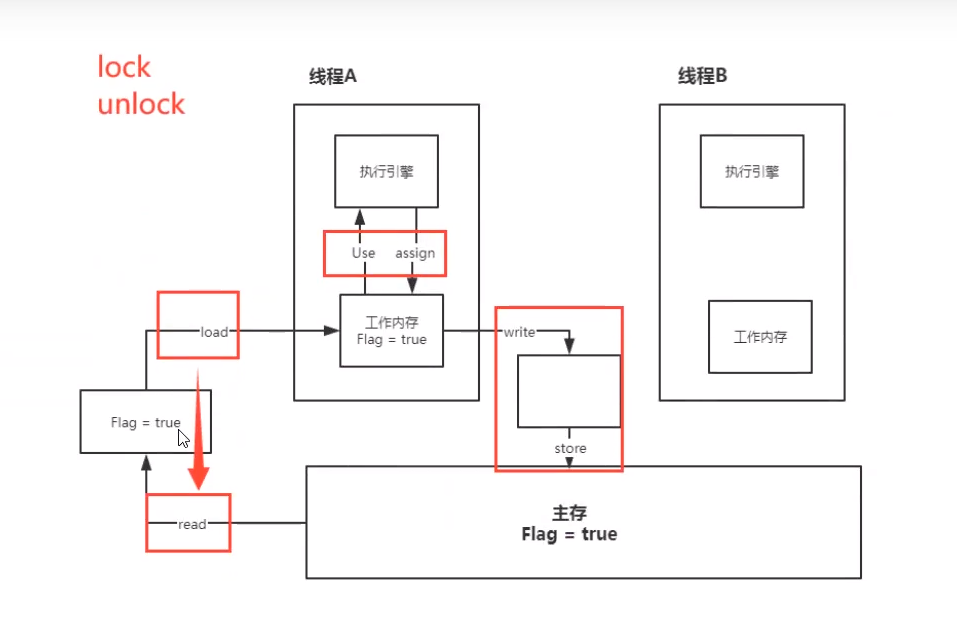 lock
unlock
线程A
线程B
执行引擎
执行引擎
Use
assign
load
工作内存
Flag = true
write
工作内存
Flag = true
store
read
主存
Flag = true